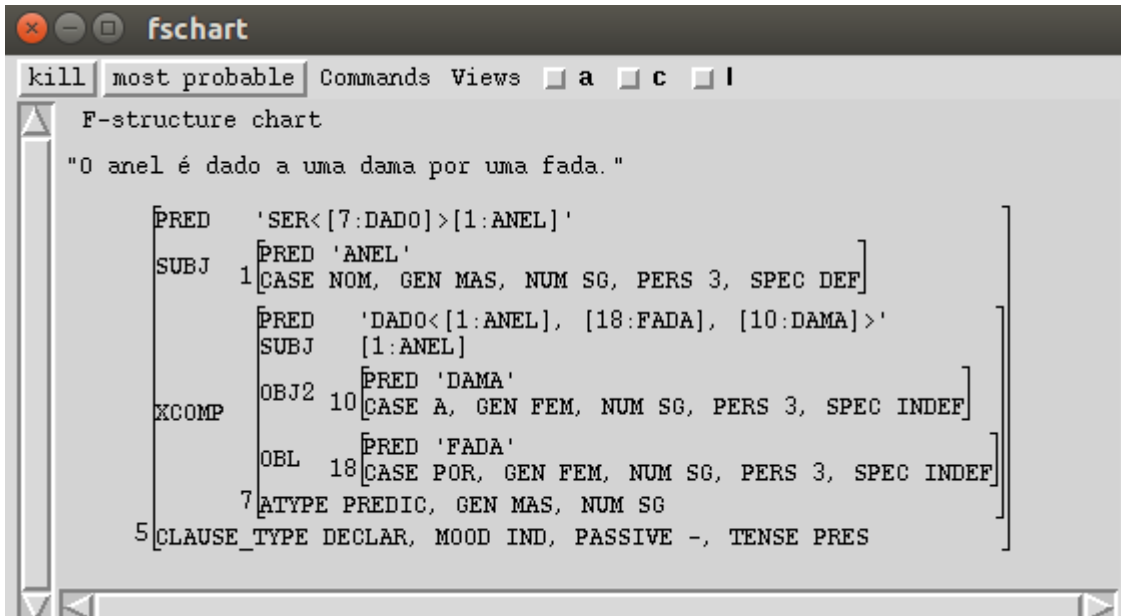 fschart
kill most probable Commands Views a c l
F-structure chart
"O anel é dado a uma dama por uma fada."
PRED 'SER<[7:DADO]>[1:ANEL]'
SUBJ 1 PRED 'ANEL'
CASE NOM, GEN MAS, NUM SG, PERS 3, SPEC DEF
PRED 'DADO<[1:ANEL], [18:FADA], [10:DAMA]>'
SUBJ [1:ANEL]
XCOMP OBJ2 10 PRED 'DAMA'
CASE A, GEN FEM, NUM SG, PERS 3, SPEC INDEF
OBL 18 PRED 'FADA'
CASE POR, GEN FEM, NUM SG, PERS 3, SPEC INDEF
7 ATYPE PREDIC, GEN MAS, NUM SG
5 CLAUSE_TYPE DECLAR, MOOD IND, PASSIVE -, TENSE PRES